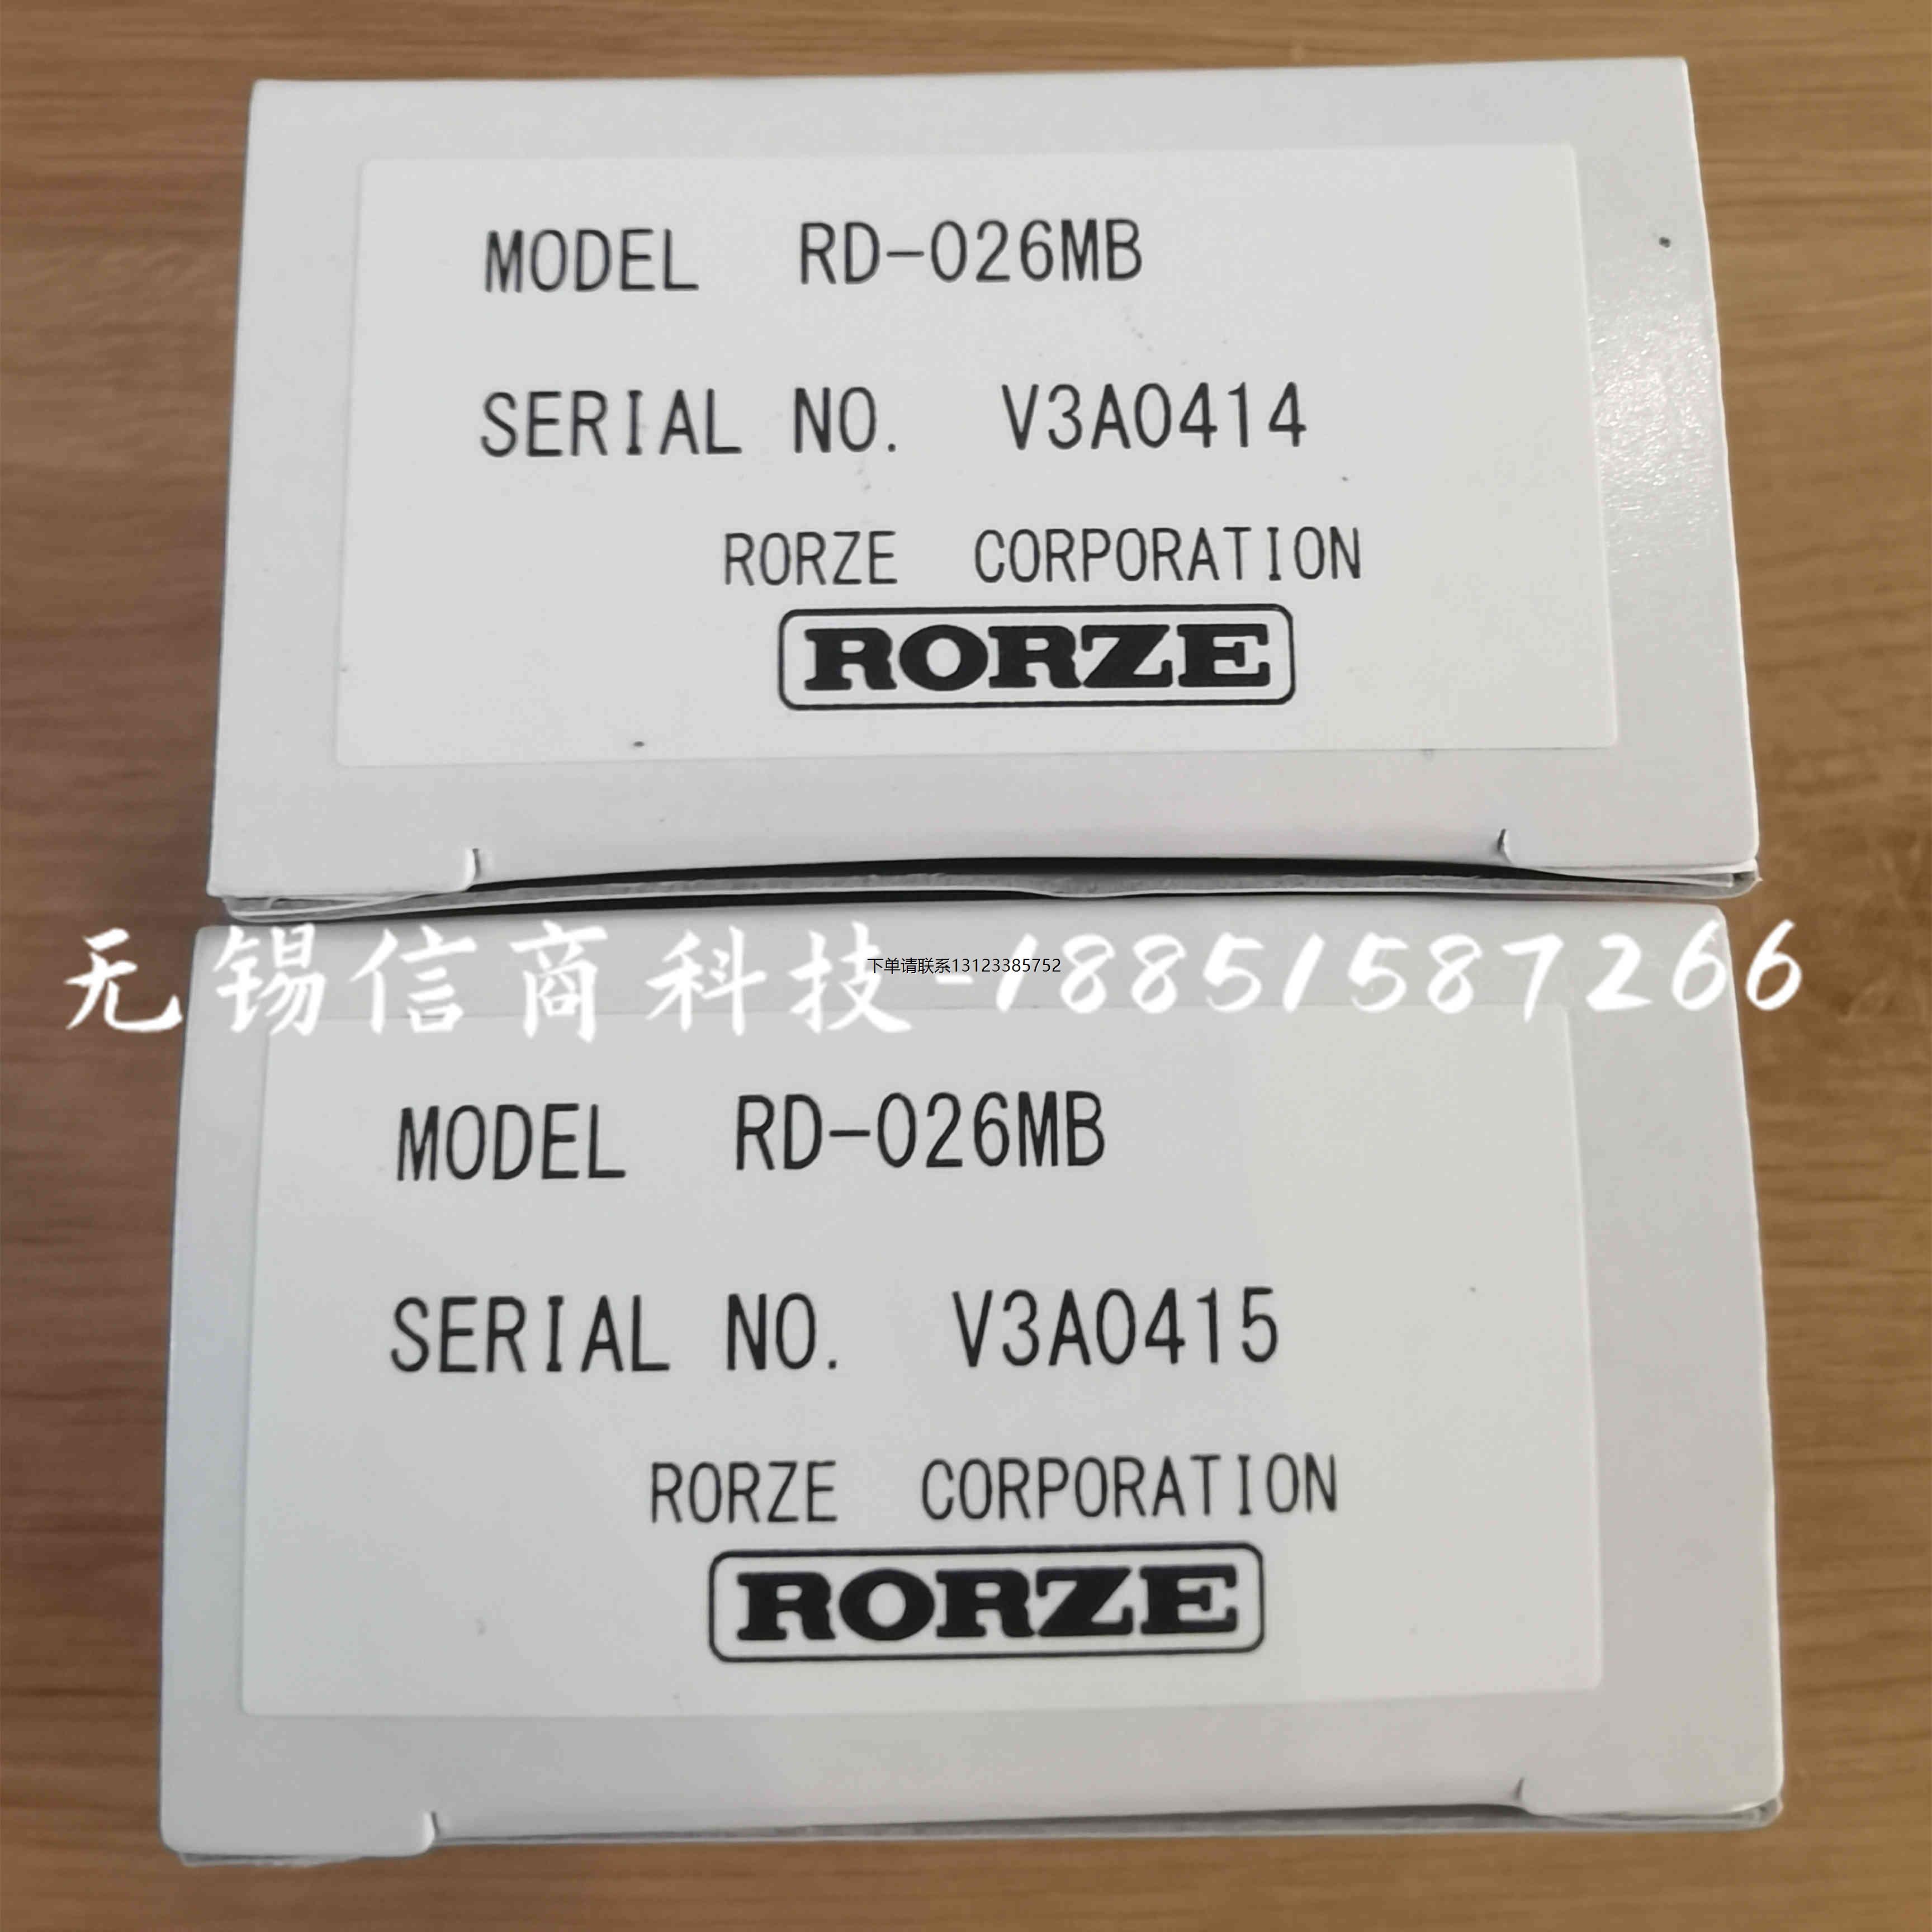 MODEL RD-026MB
SERIAL NO. V3A0414
RORZE CORPORATION
RORZE
无锡信商科技-18851587266
下单请联系13123385752
MODEL RD-026MB
SERIAL NO. V3A0415
RORZE CORPORATION
RORZE